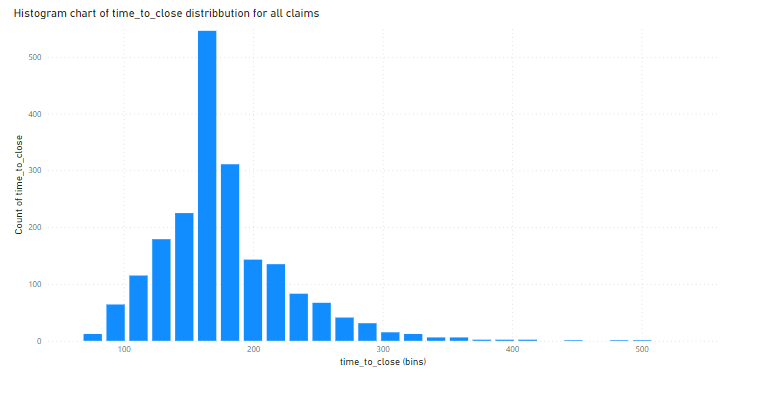 Histogram chart of time_to_close distribbution for all claims
500
400
300
200
100
0
Count of time_to_close
100 200 300 400 500
time_to_close (bins)